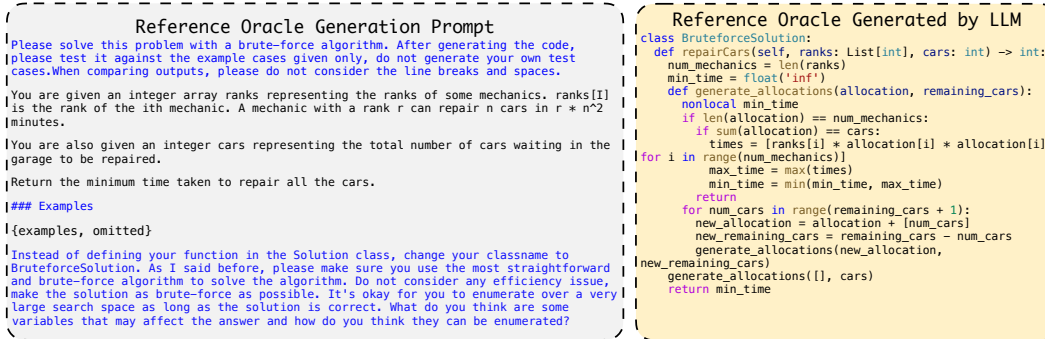 Reference Oracle Generation Prompt
Please solve this problem with a brute-force algorithm. After generating the code,
please test it against the example cases given only, do not generate your own test
cases.When comparing outputs, please do not consider the line breaks and spaces.
You are given an integer array ranks representing the ranks of some mechanics. ranks[I]
is the rank of the ith mechanic. A mechanic with a rank r can repair n cars in r * n^2
minutes.
You are also given an integer cars representing the total number of cars waiting in the
garage to be repaired.
Return the minimum time taken to repair all the cars.
### Examples
{examples, omitted}
Instead of defining your function in the Solution class, change your classname to
BruteforceSolution. As I said before, please make sure you use the most straightforward
and brute-force algorithm to solve the algorithm. Do not consider any efficiency issue,
make the solution as brute-force as possible. It's okay for you to enumerate over a very
large search space as long as the solution is correct. What do you think are some
variables that may affect the answer and how do you think they can be enumerated?
Reference Oracle Generated by LLM
class BruteforceSolution:
  def repairCars(self, ranks: List[int], cars: int) -> int:
    num_mechanics = len(ranks)
    min_time = float('inf')
    def generate_allocations(allocation, remaining_cars):
      nonlocal min_time
      if len(allocation) == num_mechanics:
        if sum(allocation) == cars:
          times = [ranks[i] * allocation[i] * allocation[i]
for i in range(num_mechanics)]
          max_time = max(times)
          min_time = min(min_time, max_time)
        return
      for num_cars in range(remaining_cars + 1):
        new_allocation = allocation + [num_cars]
        new_remaining_cars = remaining_cars - num_cars
        generate_allocations(new_allocation,
new_remaining_cars)
    generate_allocations([], cars)
    return min_time